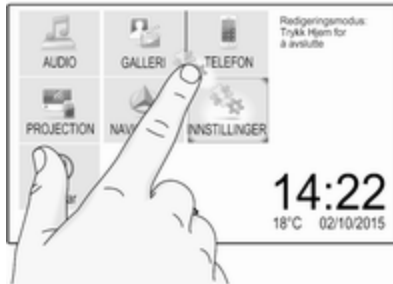 AUDIO
GALLERI
TELEFON
Redigeringsmodus:
Trykk Hjem for
å avslutte
PROJECTION
INNSTILLINGER
14:22
18°C 02/10/2015